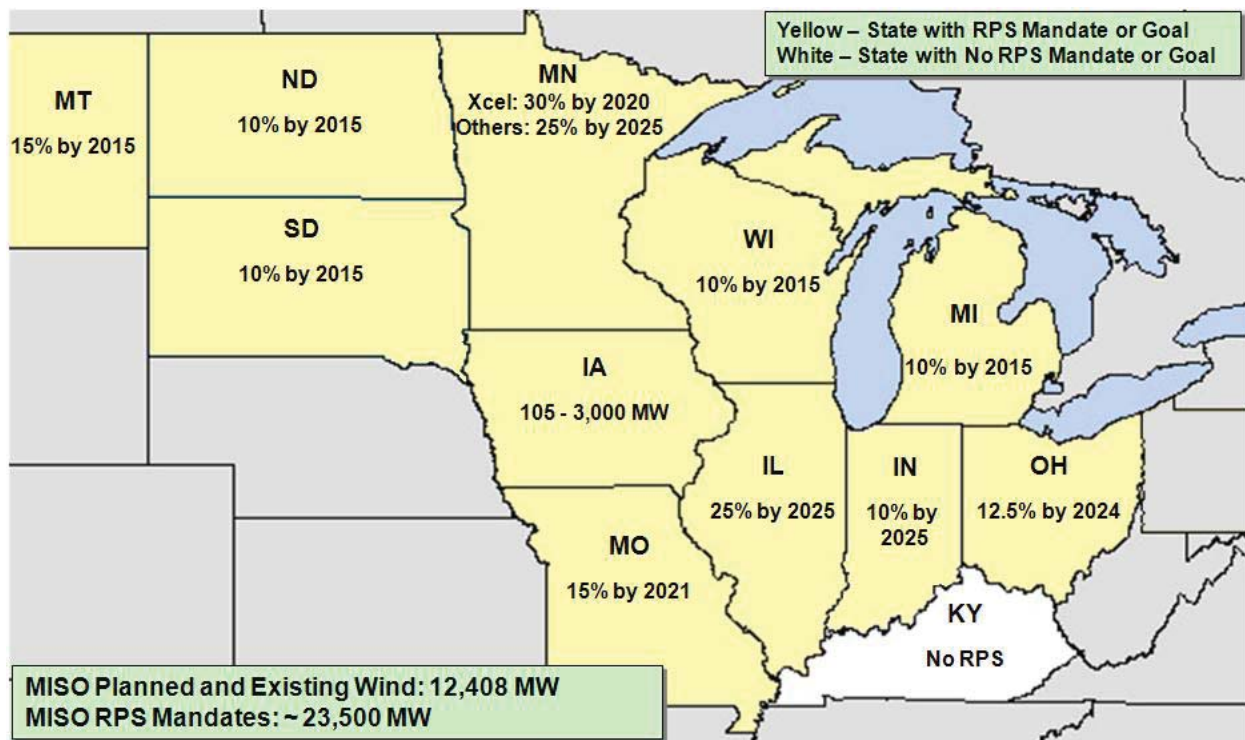 Yellow – State with RPS Mandate or Goal
White – State with No RPS Mandate or Goal
MT
15% by 2015
ND
10% by 2015
MN
Xcel: 30% by 2020
Others: 25% by 2025
SD
10% by 2015
WI
10% by 2015
MI
10% by 2015
IA
105 - 3,000 MW
IL
25% by 2025
IN
10% by
2025
OH
12.5% by 2024
MO
15% by 2021
KY
No RPS
MISO Planned and Existing Wind: 12,408 MW
MISO RPS Mandates: ~ 23,500 MW